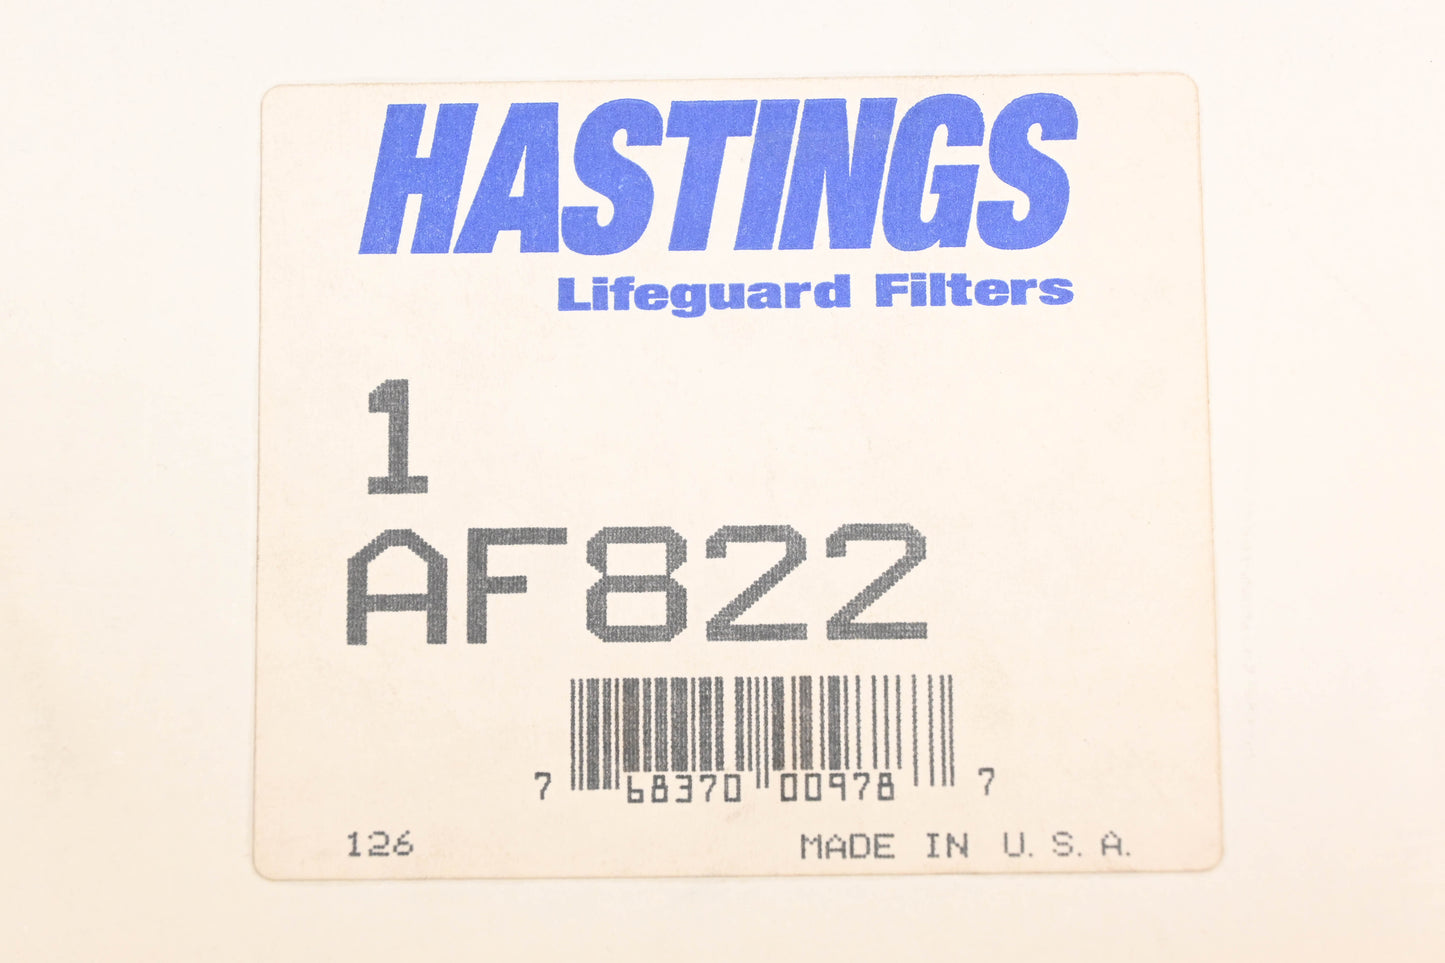 HASTINGS
Lifeguard Filters
1
AF822
7 68370 00978 7
126 MADE IN U.S.A.